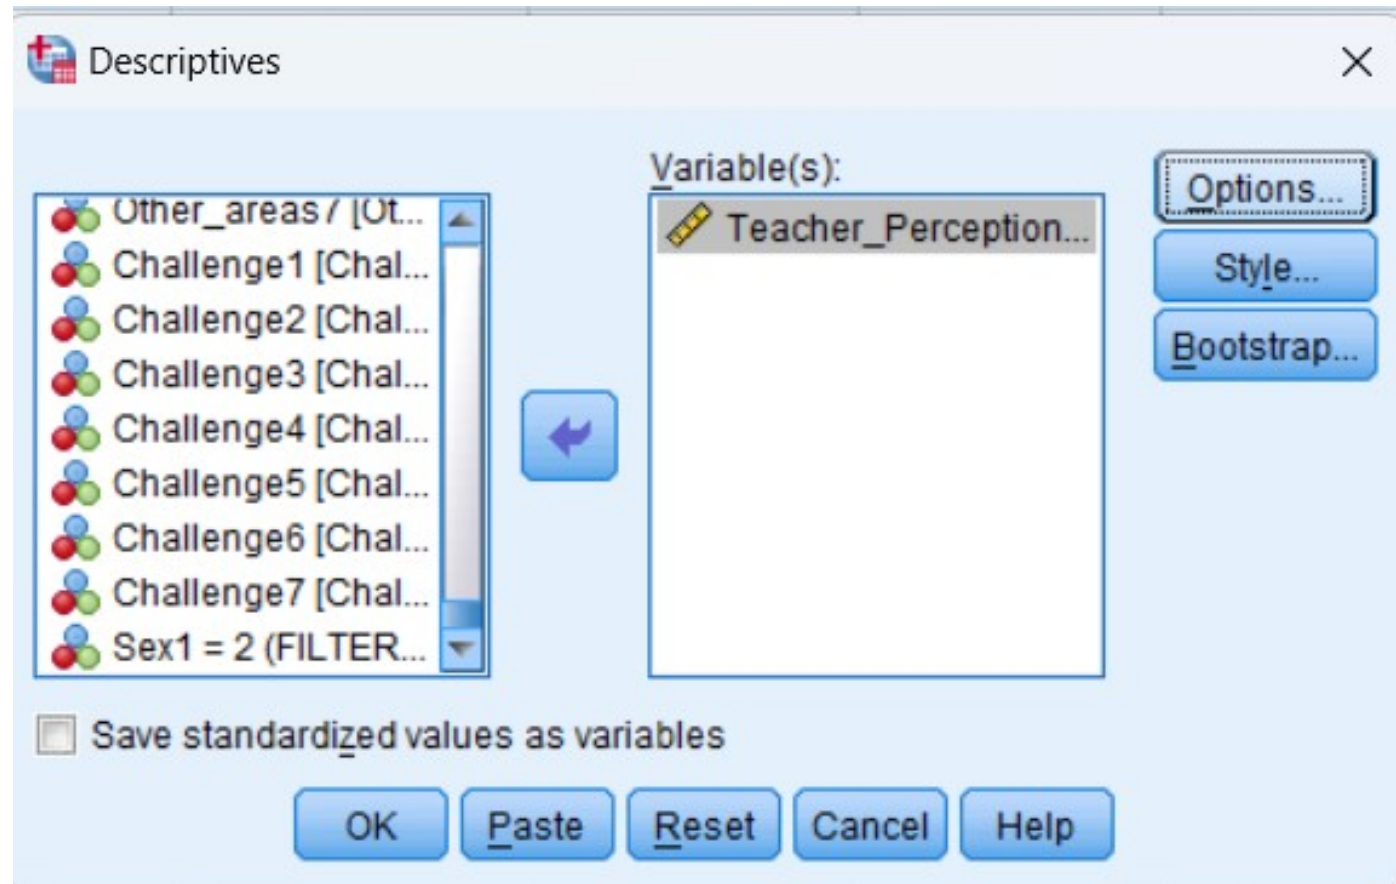 Descriptives
Variable(s):
Other_areas7 [Ot...
Challenge1 [Chal...
Challenge2 [Chal...
Challenge3 [Chal...
Challenge4 [Chal...
Challenge5 [Chal...
Challenge6 [Chal...
Challenge7 [Chal...
Sex1 = 2 (FILTER...
Teacher_Perception...
Options...
Style...
Bootstrap...
Save standardized values as variables
OK Paste Reset Cancel Help